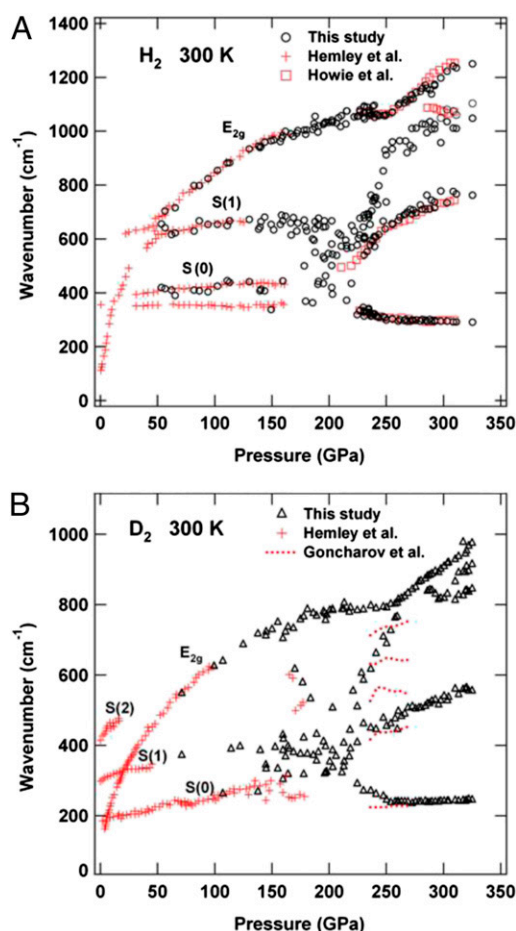 A
H2 300 K
This study
Hemley et al.
Howie et al.
E2g
S(1)
S(0)
Wavenumber (cm-1)
1400
1200
1000
800
600
400
200
0
0 50 100 150 200 250 300 350
Pressure (GPa)
B
D2 300 K
This study
Hemley et al.
Goncharov et al.
E2g
S(2)
S(1)
S(0)
Wavenumber (cm-1)
1000
800
600
400
200
0
0 50 100 150 200 250 300 350
Pressure (GPa)